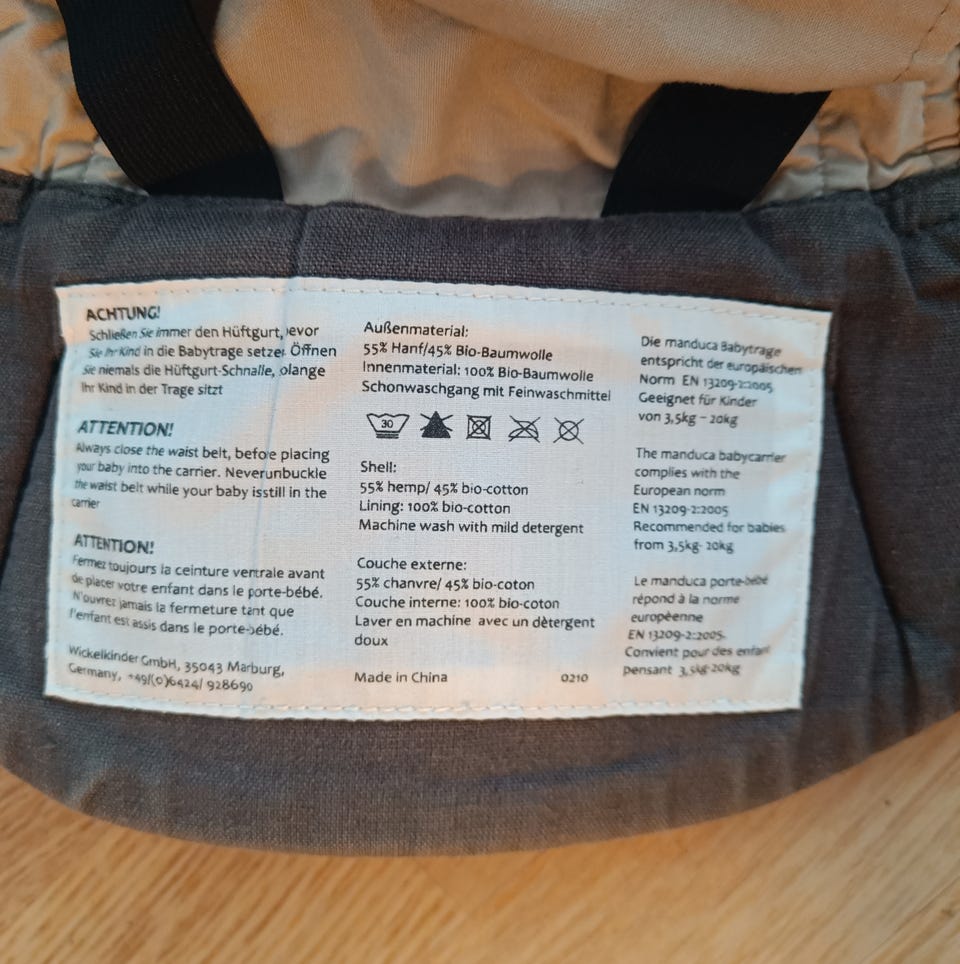 ACHTUNG!
Schließen Sie immer den Hüftgurt, evor
Sie Ihr Kind in die Babytrage setze. Öffnen
Sie niemals die Hüftgurt-Schnalle, olange
Ihr Kind in der Trage sitzt
ATTENTION!
Always close the waist belt, before placing
your baby into the carrier. Neverunbuckle
the waist belt while your baby isstill in the
carrier
ATTENTION!
Fermez toujours la ceinture ventrale avant
de placer votre enfant dans le porte-bébé.
N'ouvrez jamais la fermeture tant que
l'enfant est assis dans le porte-bébé.
Wickelkinder GmbH, 35043 Marburg,
Germany, +49/(0)6424/ 928690
Außenmaterial:
55% Hanf/45% Bio-Baumwolle
Innenmaterial: 100% Bio-Baumwolle
Schonwaschgang mit Feinwaschmittel
30
Shell:
55% hemp/ 45% bio-cotton
Lining: 100% bio-cotton
Machine wash with mild detergent
Couche externe:
55% chanvre/ 45% bio-coton
Couche interne: 100% bio-coton
Laver en machine avec un dètergent
doux
Made in China 0210
Die manduca Babytrage
entspricht der europäischen
Norm EN 13209-2:2005
Geeignet für Kinder
von 3,5kg – 20kg
The manduca babycarrier
complies with the
European norm
EN 13209-2:2005
Recommended for babies
from 3,5kg- 20kg
Le manduca porte-bébé
répond à la norme
europèenne
EN 13209-2:2005.
Convient pour des enfant
pensant 3,5kg-20kg